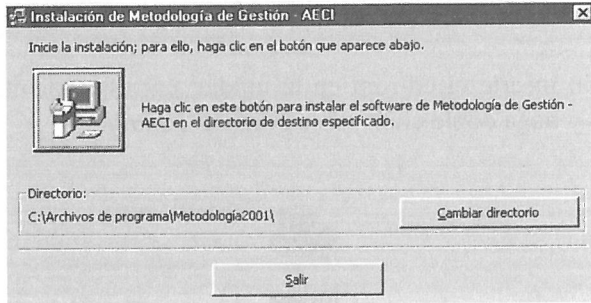 Instalación de Metodología de Gestión - AECI
Inicie la instalación; para ello, haga clic en el botón que aparece abajo.
Haga clic en este botón para instalar el software de Metodología de Gestión -
AECI en el directorio de destino especificado.
Directorio:
C:\Archivos de programa\Metodología2001\
Cambiar directorio
Salir